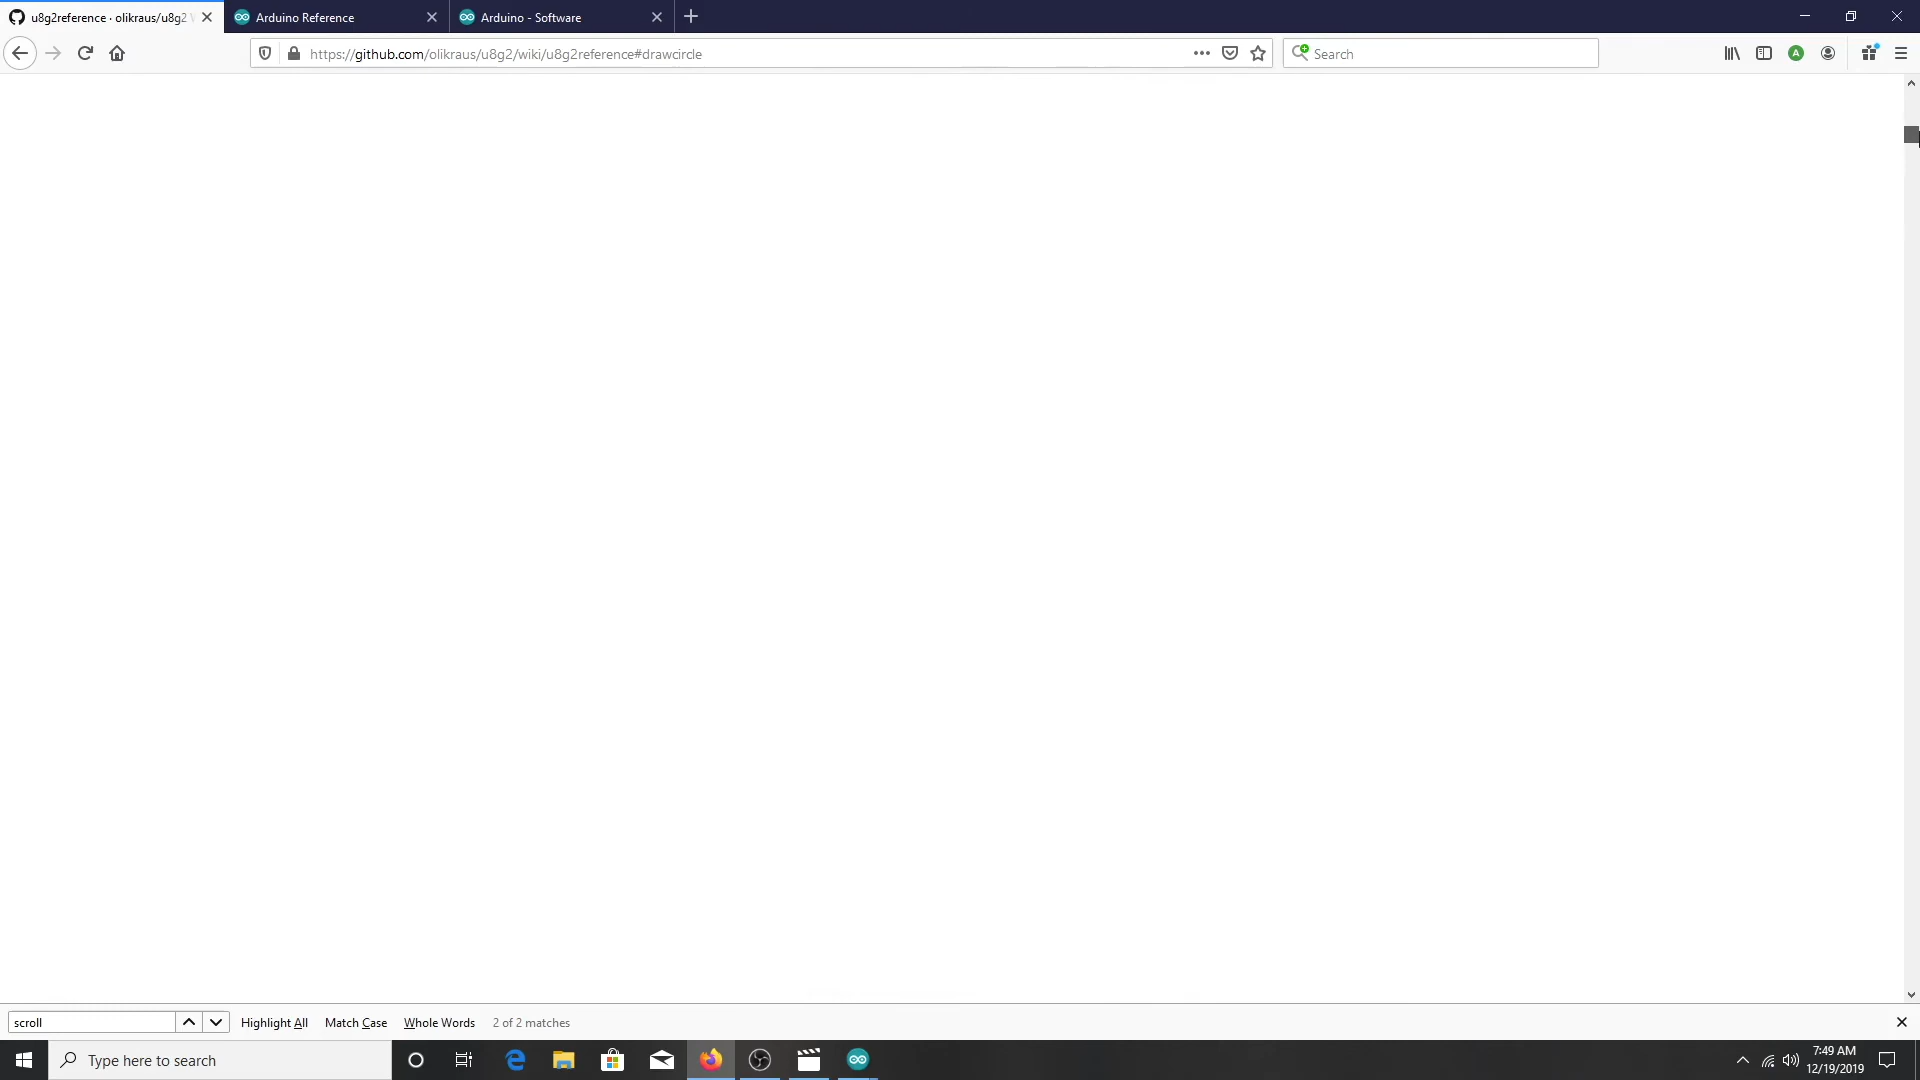 u8g2reference · olikraus/u8g2
Arduino Reference
Arduino - Software
https://github.com/olikraus/u8g2/wiki/u8g2reference#drawcircle
Search
A
scroll
Highlight All
Match Case
Whole Words
2 of 2 matches
Type here to search
7:49 AM
12/19/2019